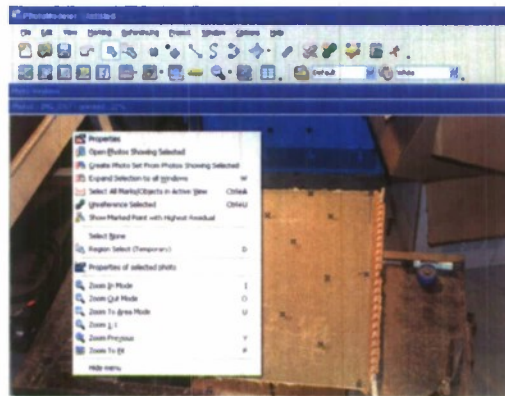 PhotoModeler - [untitled]
File Edit View Marking Referencing Project Window Options Help
Default White
Properties
Open Photos Showing Selected
Create Photo Set From Photos Showing Selected
Expand Selection to all Windows W
Select All Marks/Objects in Active View Ctrl+A
Unreference Selected Ctrl+U
Show Marked Point with Highest Residual
Select None
Region Select (Temporary) D
Properties of selected photo
Zoom In Mode I
Zoom Out Mode O
Zoom To Area Mode U
Zoom 1:1
Zoom Previous Y
Zoom To Fit P
Hide menu